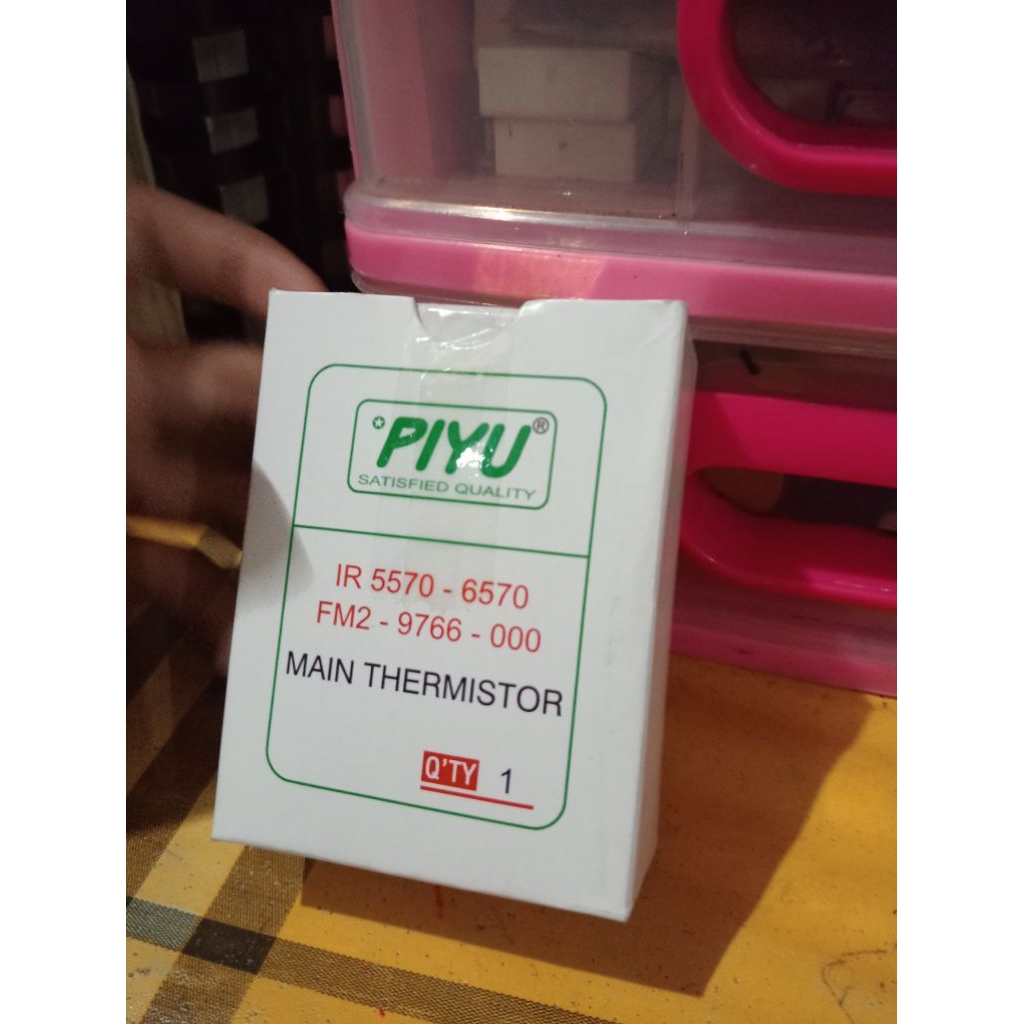 PIYU®
SATISFIED QUALITY
IR 5570 - 6570
FM2 - 9766 - 000
MAIN THERMISTOR
Q'TY 1